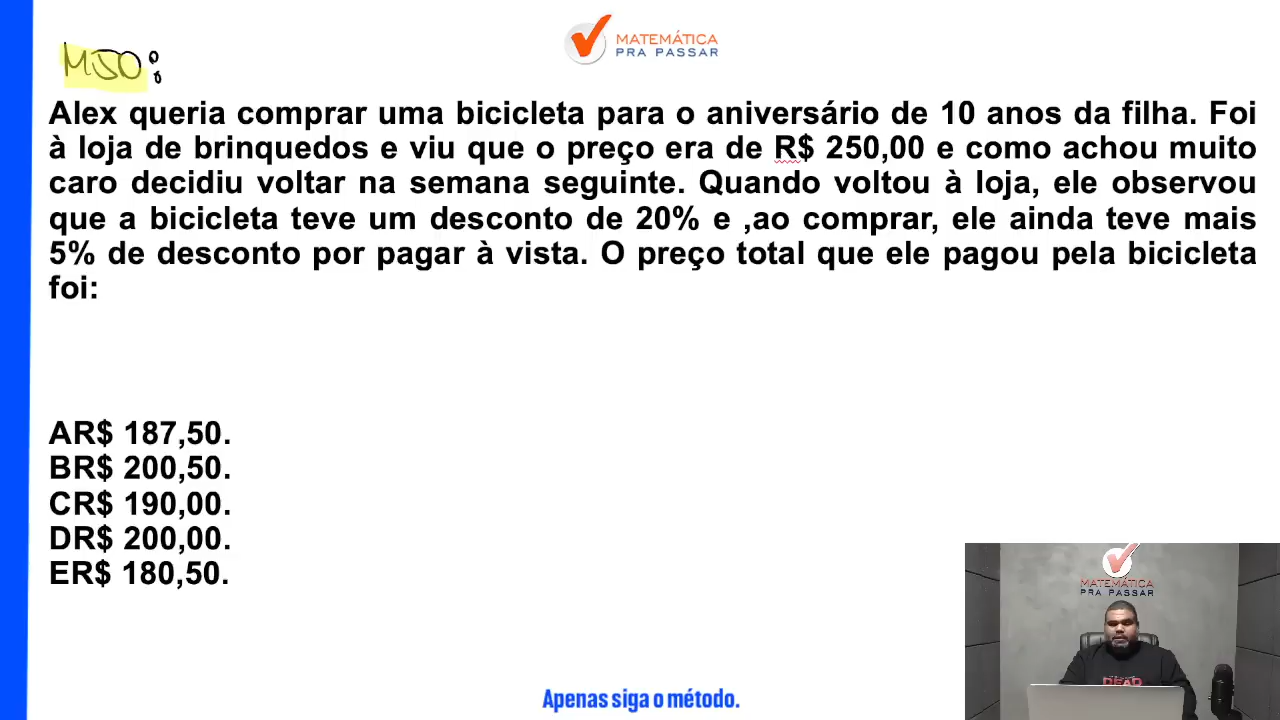 MATEMÁTICA
PRA PASSAR
MJO:
Alex queria comprar uma bicicleta para o aniversário de 10 anos da filha. Foi
à loja de brinquedos e viu que o preço era de R$ 250,00 e como achou muito
caro decidiu voltar na semana seguinte. Quando voltou à loja, ele observou
que a bicicleta teve um desconto de 20% e ,ao comprar, ele ainda teve mais
5% de desconto por pagar à vista. O preço total que ele pagou pela bicicleta
foi:
AR$ 187,50.
BR$ 200,50.
CR$ 190,00.
DR$ 200,00.
ER$ 180,50.
MATEMÁTICA
PRA PASSAR
DEAD
Apenas siga o método.